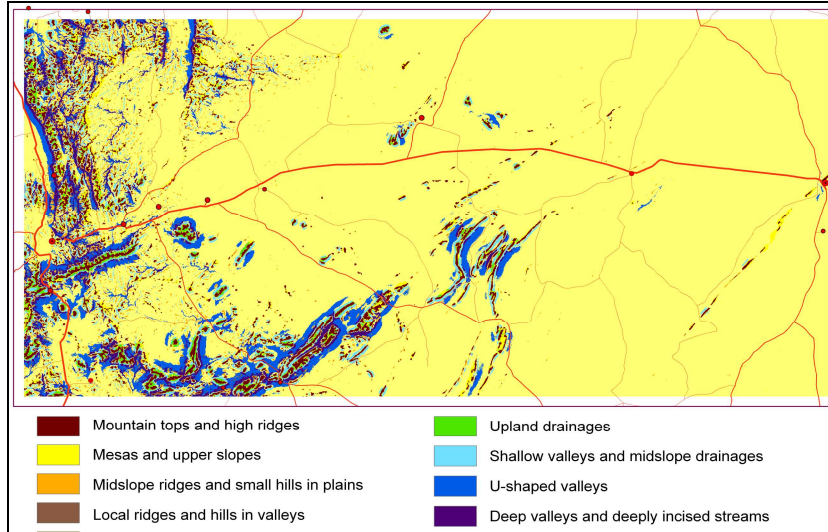 Mountain tops and high ridges
Mesas and upper slopes
Midslope ridges and small hills in plains
Local ridges and hills in valleys
Upland drainages
Shallow valleys and midslope drainages
U-shaped valleys
Deep valleys and deeply incised streams